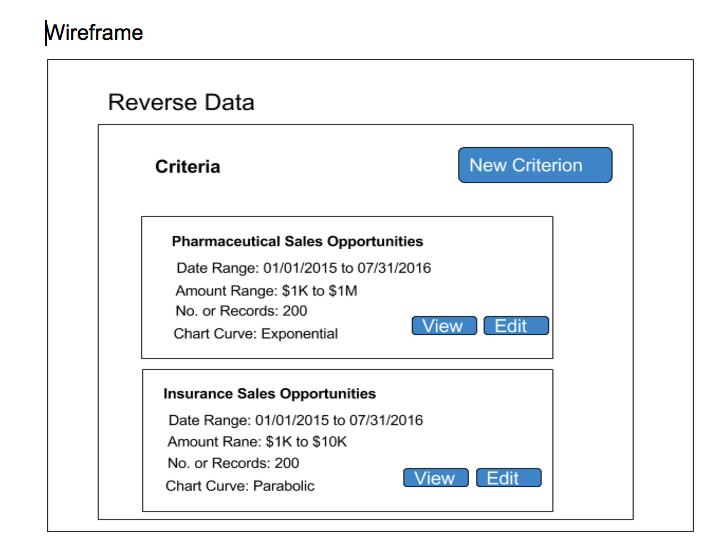 Wireframe
Reverse Data
Criteria
New Criterion
Pharmaceutical Sales Opportunities
Date Range: 01/01/2015 to 07/31/2016
Amount Range: $1K to $1M
No. or Records: 200
Chart Curve: Exponential
View
Edit
Insurance Sales Opportunities
Date Range: 01/01/2015 to 07/31/2016
Amount Rane: $1K to $10K
No. or Records: 200
Chart Curve: Parabolic
View
Edit